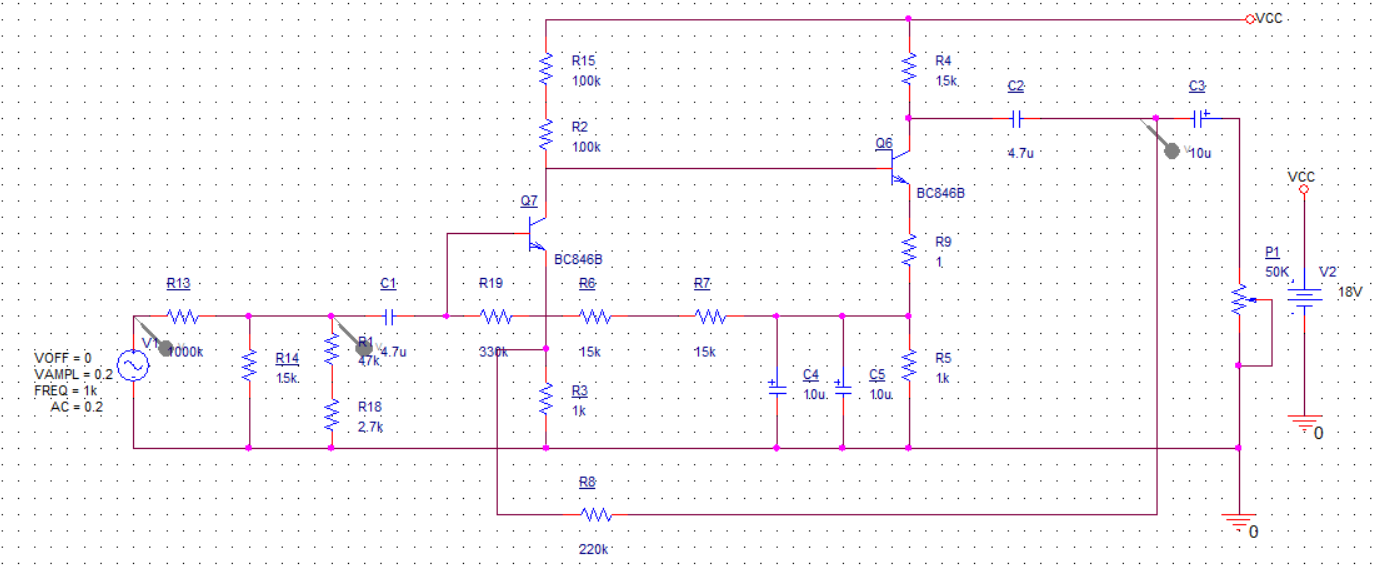 VCC
R15
100k
R4
15k
C2
4.7u
C3
10u
R2
100k
Q6
BC846B
Q7
BC846B
VCC
R9
1
P1
50K
V2
18V
R13
1000k
C1
4.7u
R19
330k
R6
15k
R7
15k
V1
VOFF = 0
VAMPL = 0.2
FREQ = 1k
AC = 0.2
R14
15k
R1
47k
R18
2.7k
R3
1k
C4
10u
C5
10u
R5
1k
0
R8
220k
0